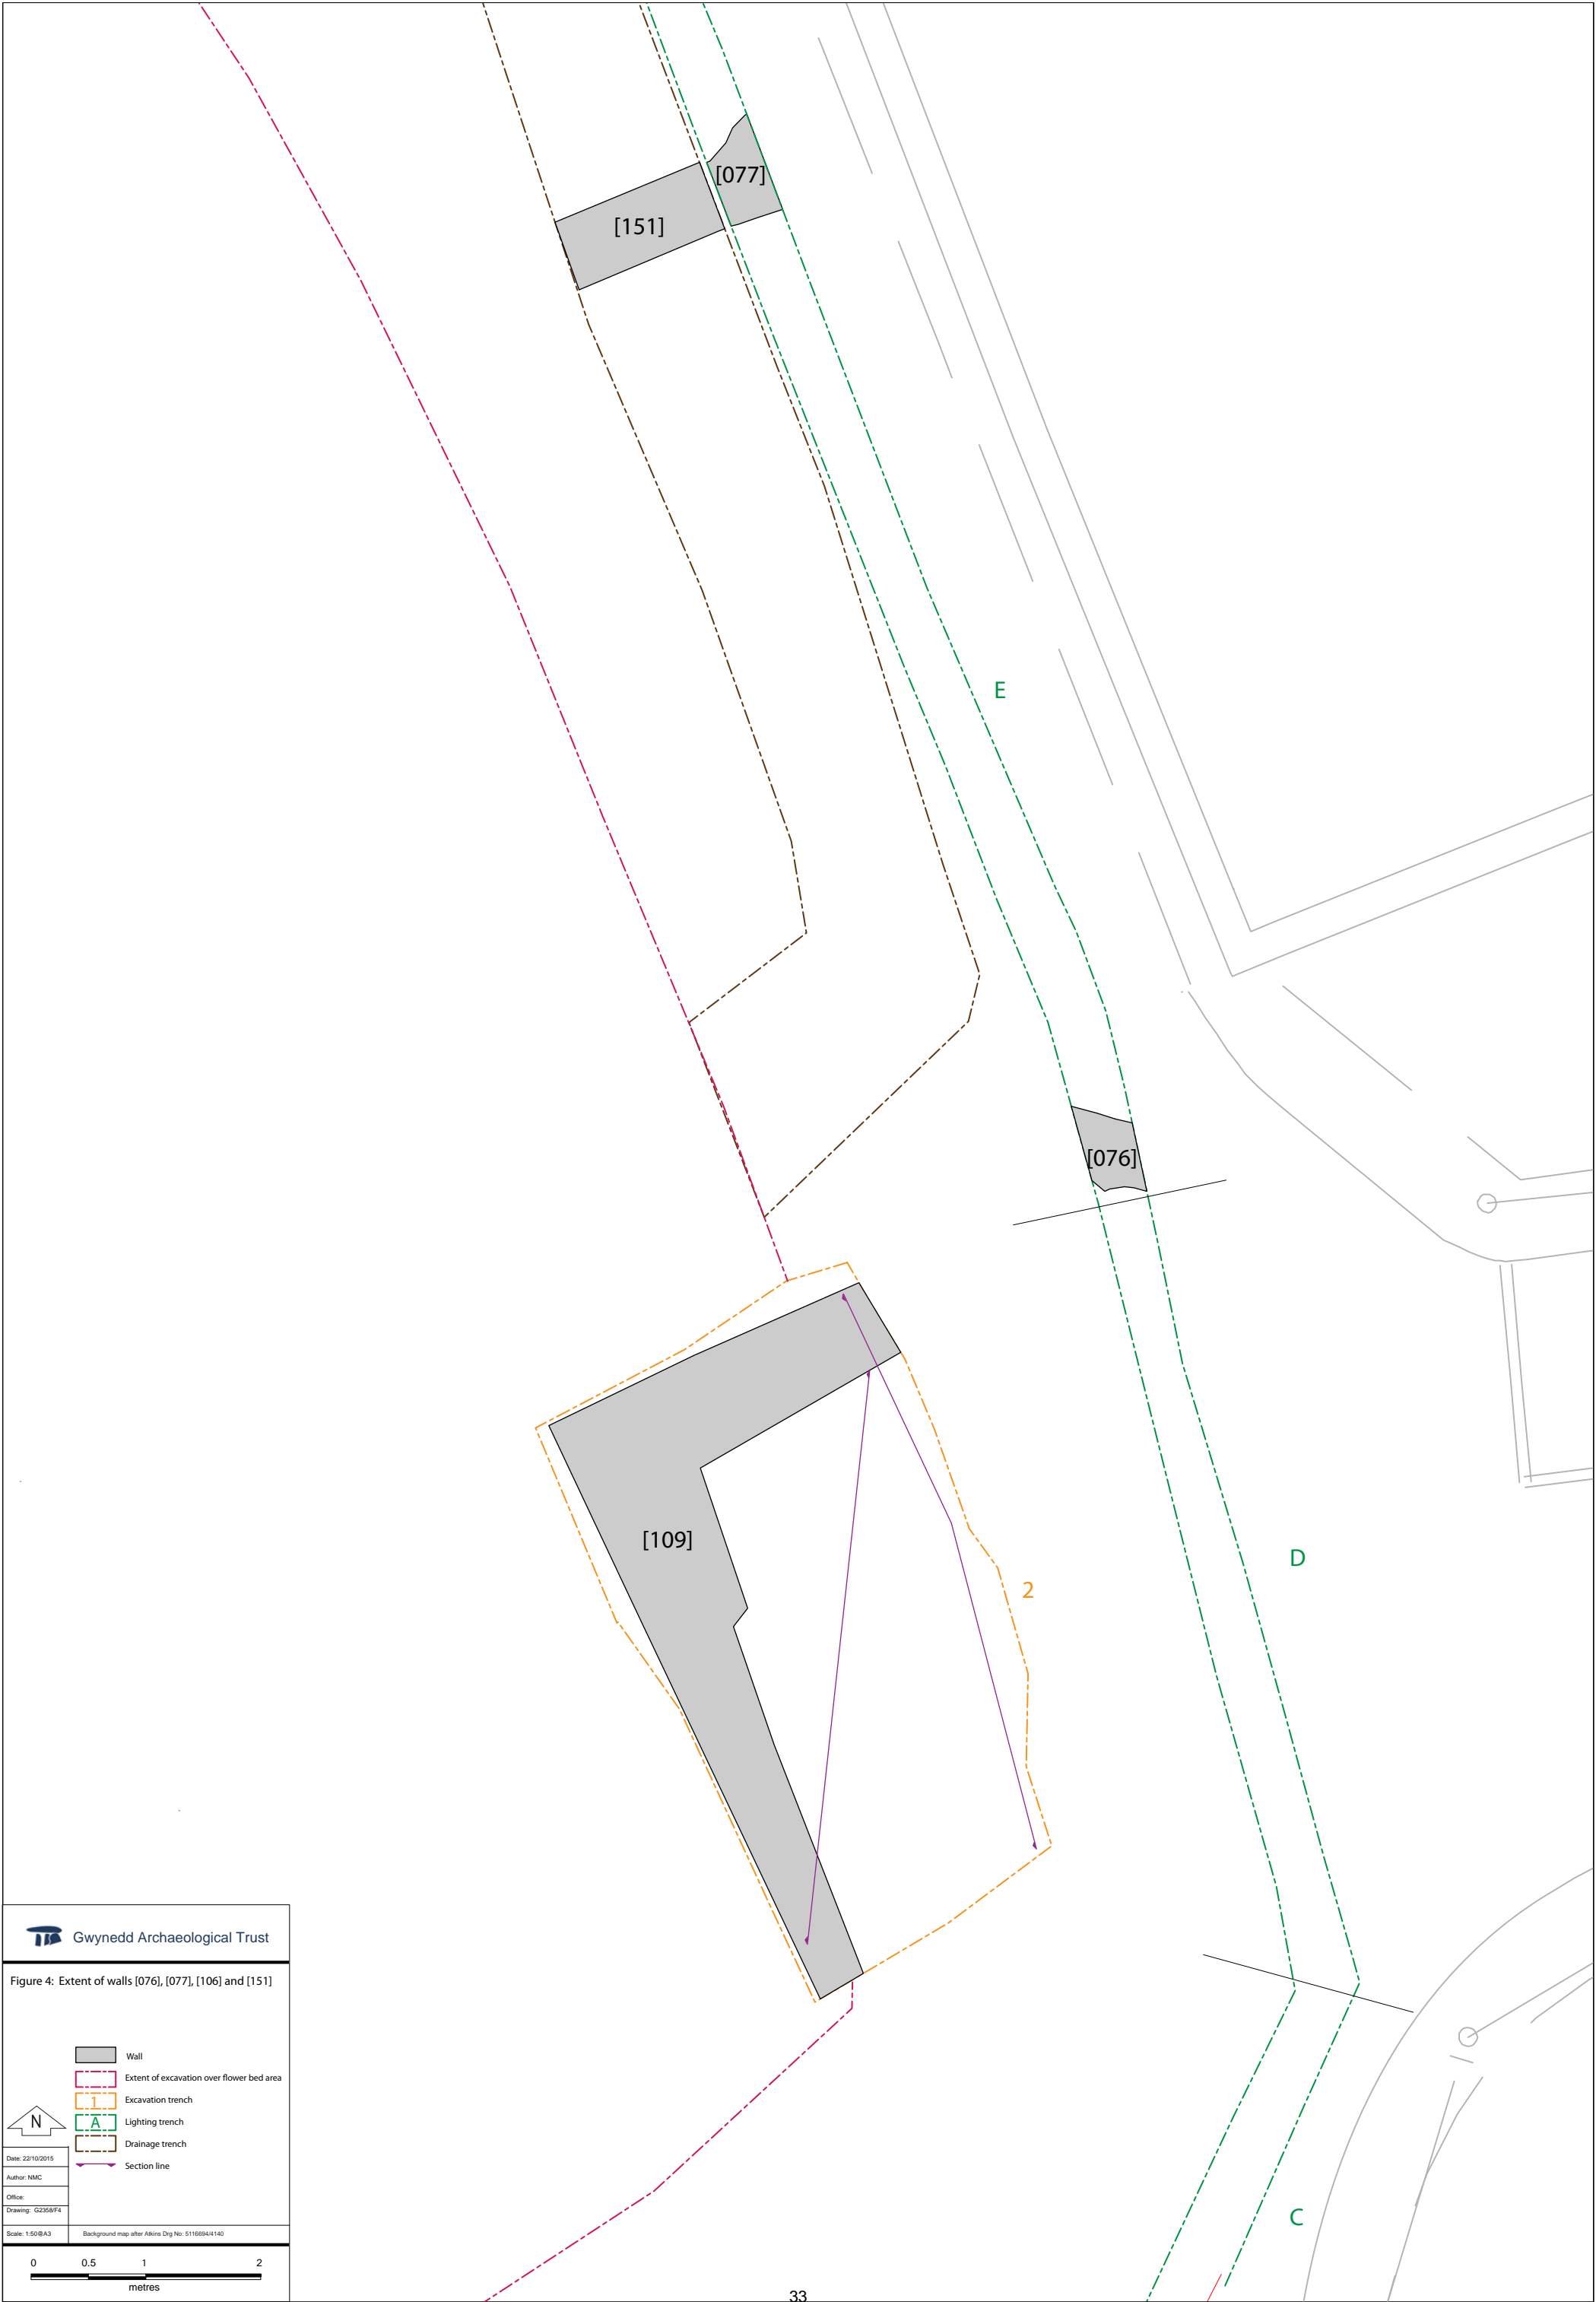 [077]
[151]
E
[076]
[109]
D
2
C
Gwynedd Archaeological Trust
Figure 4: Extent of walls [076], [077], [106] and [151]
Wall
Extent of excavation over flower bed area
1 Excavation trench
N
A Lighting trench
Drainage trench
Date: 22/10/2015
Section line
Author: NMC
Office:
Drawing: G2358/F4
Scale: 1:50@A3 Background map after Atkins Drg No: 5116694/4140
0 0.5 1 2
metres
33